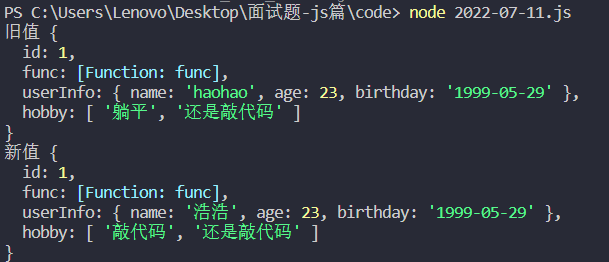 PS C:\Users\Lenovo\Desktop\面试题-js篇\code> node 2022-07-11.js
旧值 {
  id: 1,
  func: [Function: func],
  userInfo: { name: 'haohao', age: 23, birthday: '1999-05-29' },
  hobby: [ '躺平', '还是敲代码' ]
}
新值 {
  id: 1,
  func: [Function: func],
  userInfo: { name: '浩浩', age: 23, birthday: '1999-05-29' },
  hobby: [ '敲代码', '还是敲代码' ]
}